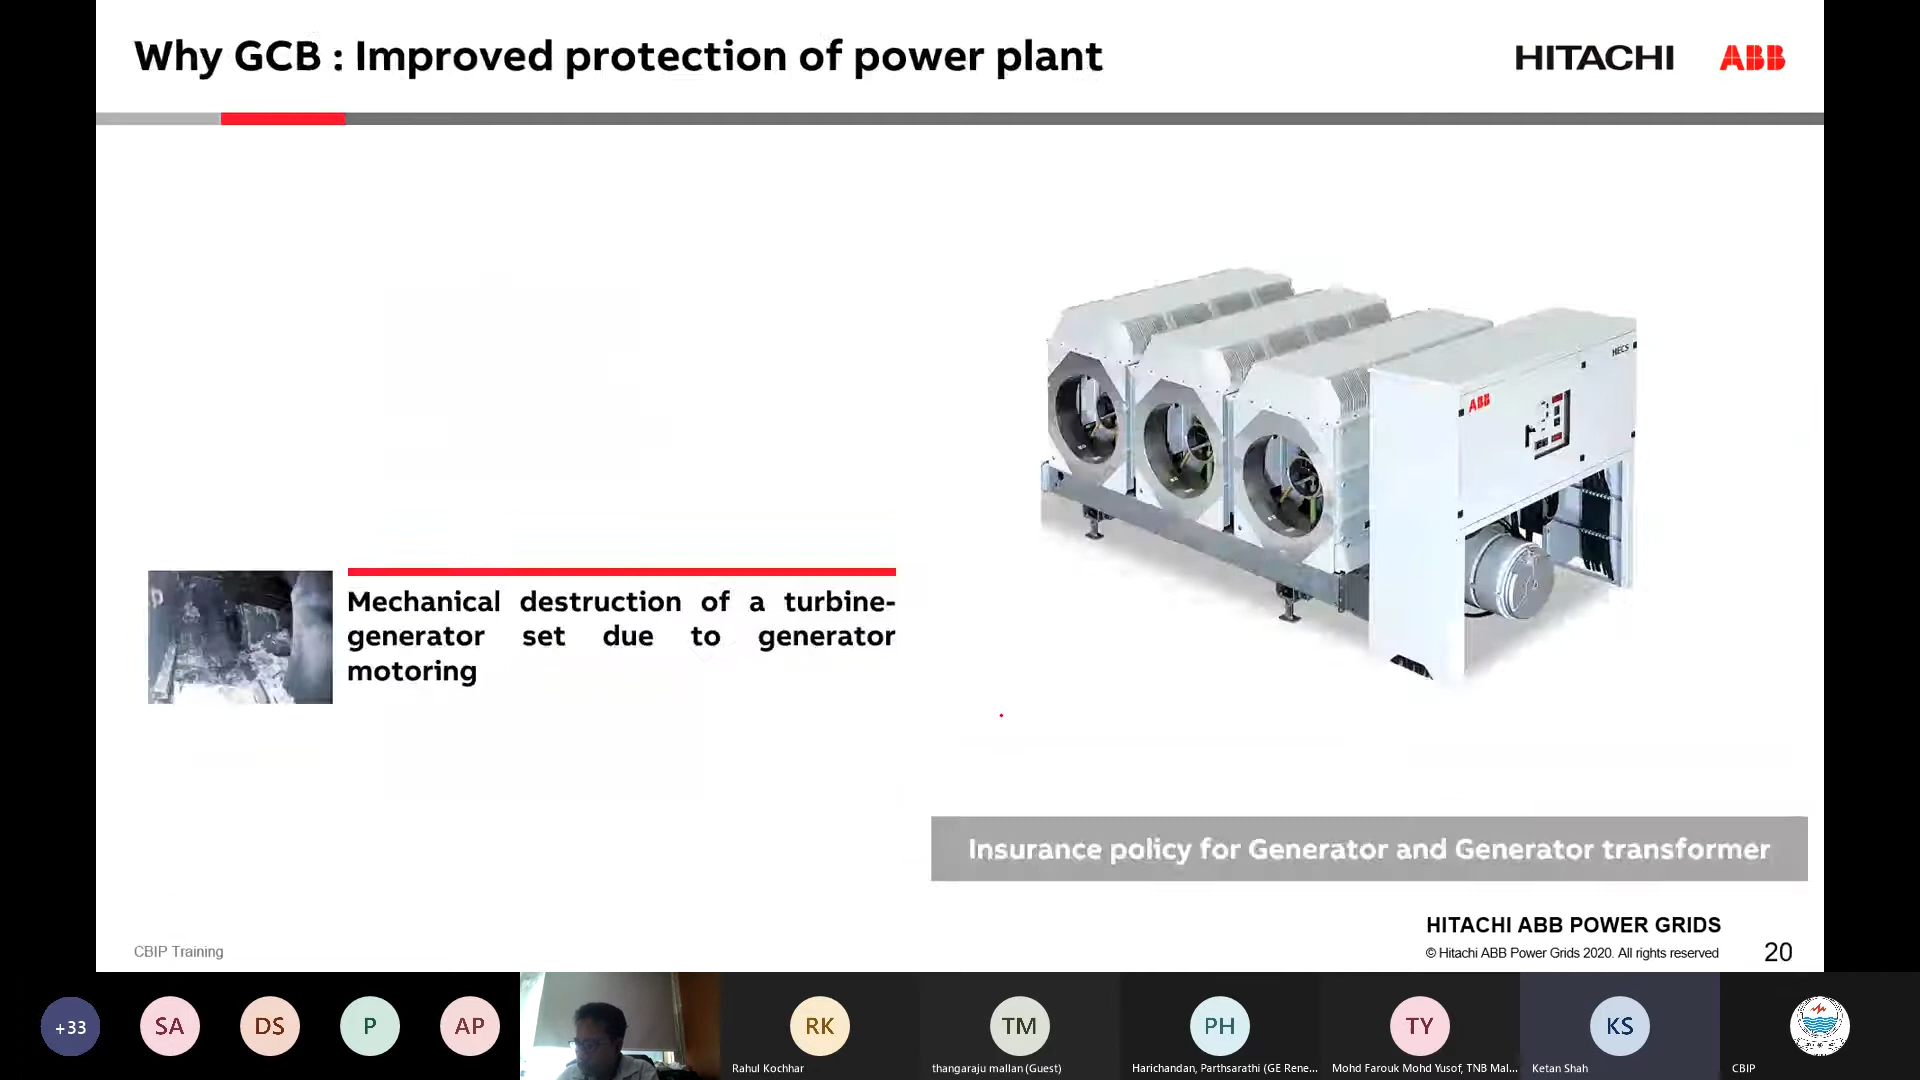 Why GCB : Improved protection of power plant
HITACHI ABB
HECS
ABB
Mechanical destruction of a turbine-
generator set due to generator
motoring
Insurance policy for Generator and Generator transformer
HITACHI ABB POWER GRIDS
CBIP Training
© Hitachi ABB Power Grids 2020. All rights reserved
20
+33
SA
DS
P
AP
RK
TM
PH
TY
KS
Rahul Kochhar
thangaraju mallan (Guest)
Harichandan, Parthsarathi (GE Rene...
Mohd Farouk Mohd Yusof, TNB Mal...
Ketan Shah
CBIP